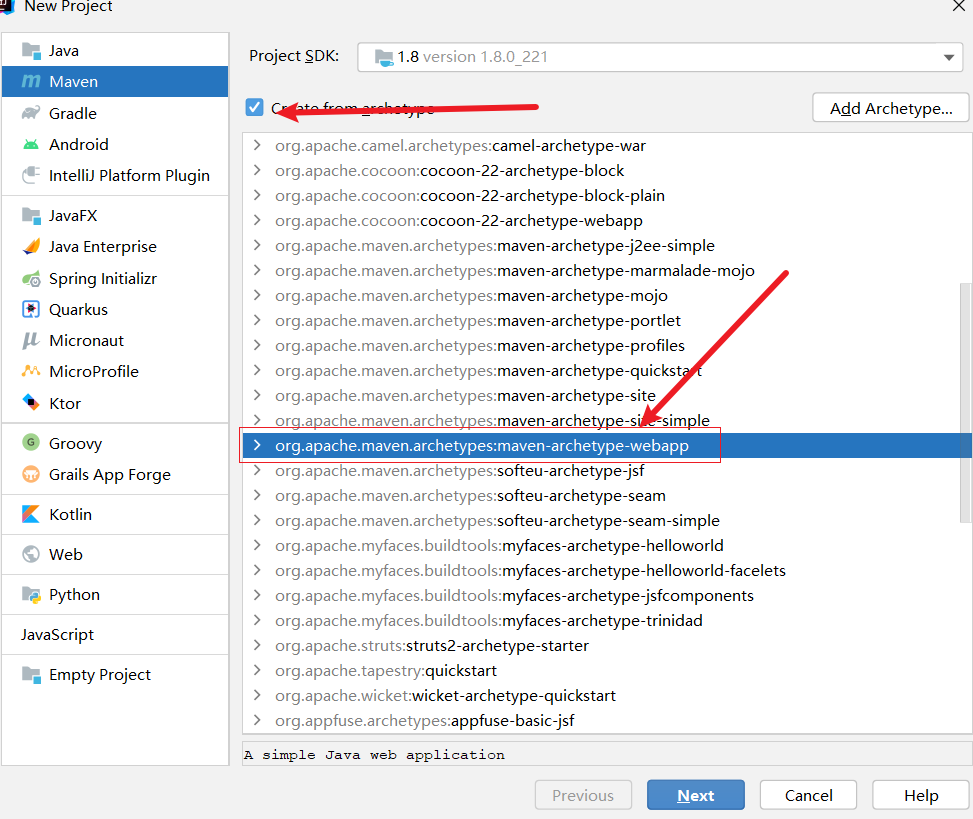 New Project
Java
Maven
Gradle
Android
IntelliJ Platform Plugin
JavaFX
Java Enterprise
Spring Initializr
Quarkus
Micronaut
MicroProfile
Ktor
Groovy
Grails App Forge
Kotlin
Web
Python
JavaScript
Empty Project
Project SDK: 1.8 version 1.8.0_221
Create from archetype
Add Archetype...
org.apache.camel.archetypes:camel-archetype-war
org.apache.cocoon:cocoon-22-archetype-block
org.apache.cocoon:cocoon-22-archetype-block-plain
org.apache.cocoon:cocoon-22-archetype-webapp
org.apache.maven.archetypes:maven-archetype-j2ee-simple
org.apache.maven.archetypes:maven-archetype-marmalade-mojo
org.apache.maven.archetypes:maven-archetype-mojo
org.apache.maven.archetypes:maven-archetype-portlet
org.apache.maven.archetypes:maven-archetype-profiles
org.apache.maven.archetypes:maven-archetype-quickstart
org.apache.maven.archetypes:maven-archetype-site
org.apache.maven.archetypes:maven-archetype-site-simple
org.apache.maven.archetypes:maven-archetype-webapp
org.apache.maven.archetypes:softeu-archetype-jsf
org.apache.maven.archetypes:softeu-archetype-seam
org.apache.maven.archetypes:softeu-archetype-seam-simple
org.apache.myfaces.buildtools:myfaces-archetype-helloworld
org.apache.myfaces.buildtools:myfaces-archetype-helloworld-facelets
org.apache.myfaces.buildtools:myfaces-archetype-jsfcomponents
org.apache.myfaces.buildtools:myfaces-archetype-trinidad
org.apache.struts:struts2-archetype-starter
org.apache.tapestry:quickstart
org.apache.wicket:wicket-archetype-quickstart
org.appfuse.archetypes:appfuse-basic-jsf
A simple Java web application
Previous
Next
Cancel
Help